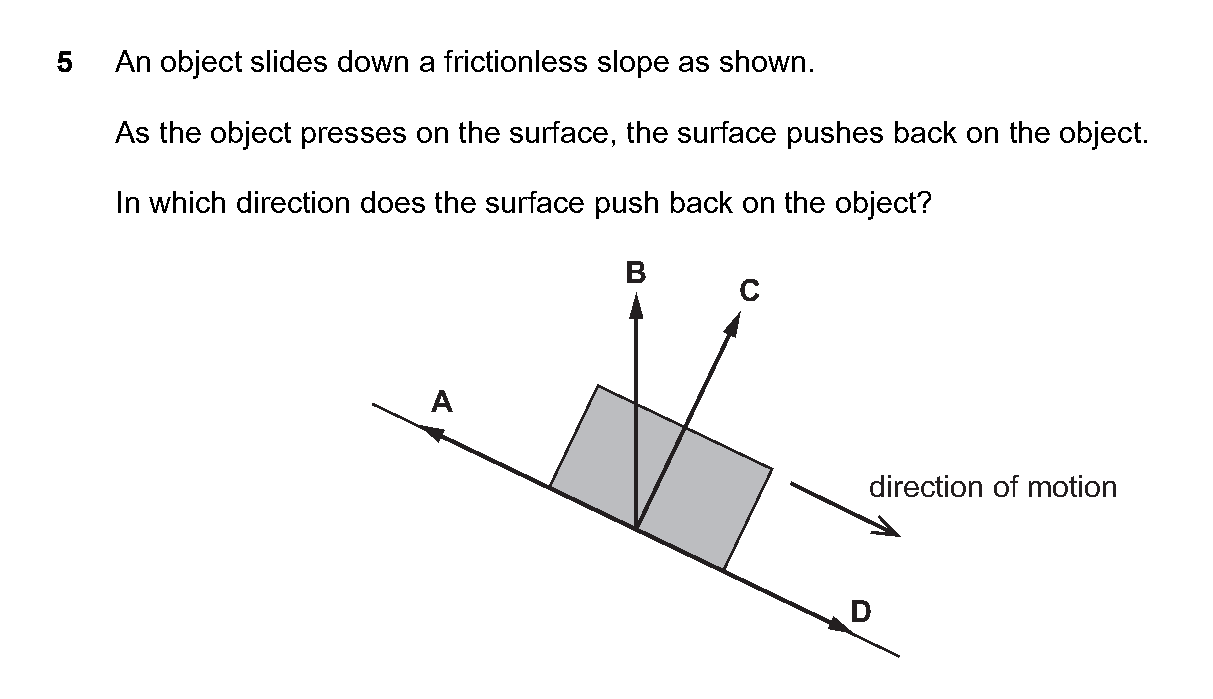 5 An object slides down a frictionless slope as shown.
As the object presses on the surface, the surface pushes back on the object.
In which direction does the surface push back on the object?
B
C
A
direction of motion
D